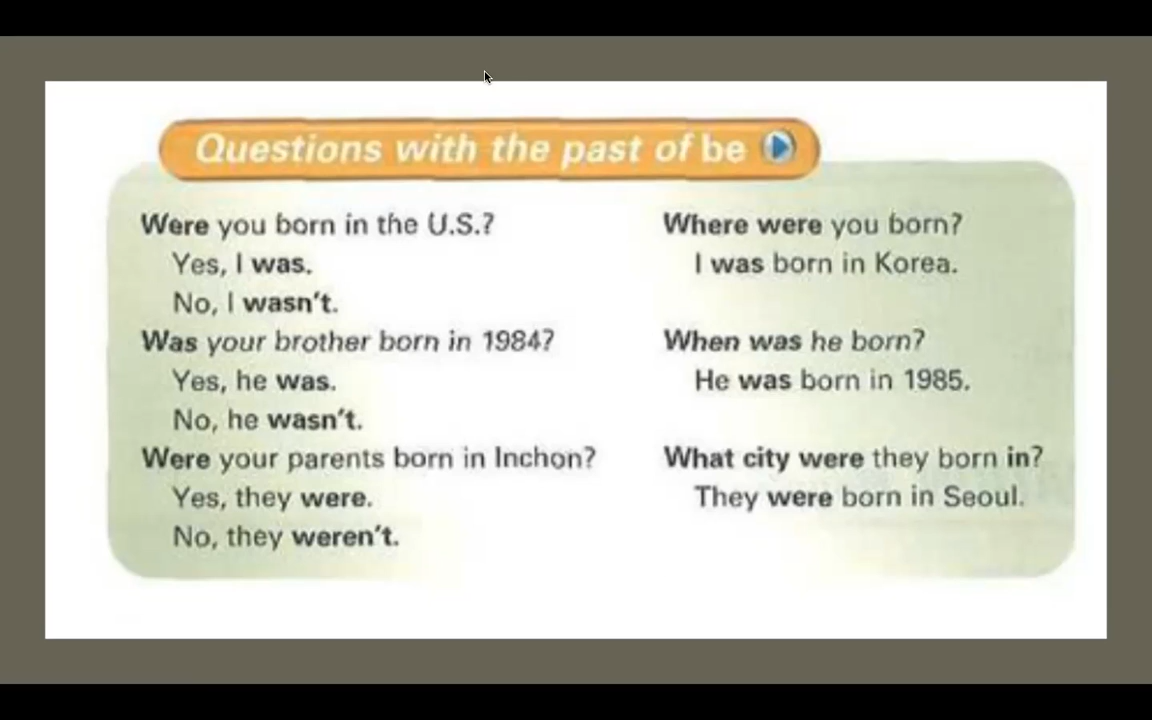 Questions with the past of be
Were you born in the U.S.?
Yes, I was.
No, I wasn't.
Was your brother born in 1984?
Yes, he was.
No, he wasn't.
Were your parents born in Inchon?
Yes, they were.
No, they weren't.
Where were you born?
I was born in Korea.
When was he born?
He was born in 1985.
What city were they born in?
They were born in Seoul.